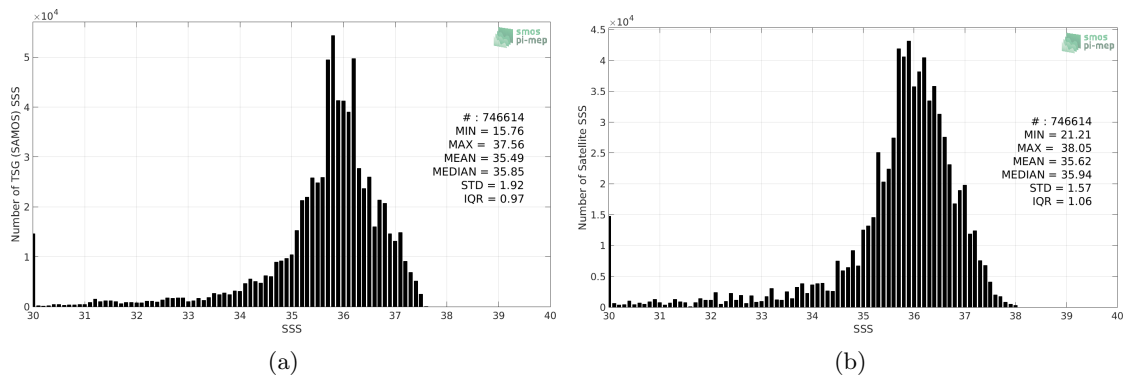 ×10⁴
5
4
3
2
1
0
Number of TSG (SAMOS) SSS
30 31 32 33 34 35 36 37 38 39 40
SSS
smos
pi-mep
# : 746614
MIN = 15.76
MAX = 37.56
MEAN = 35.49
MEDIAN = 35.85
STD = 1.92
IQR = 0.97
(a)
×10⁴
4.5
4
3.5
3
2.5
2
1.5
1
0.5
0
Number of Satellite SSS
30 31 32 33 34 35 36 37 38 39 40
SSS
smos
pi-mep
# : 746614
MIN = 21.21
MAX = 38.05
MEAN = 35.62
MEDIAN = 35.94
STD = 1.57
IQR = 1.06
(b)